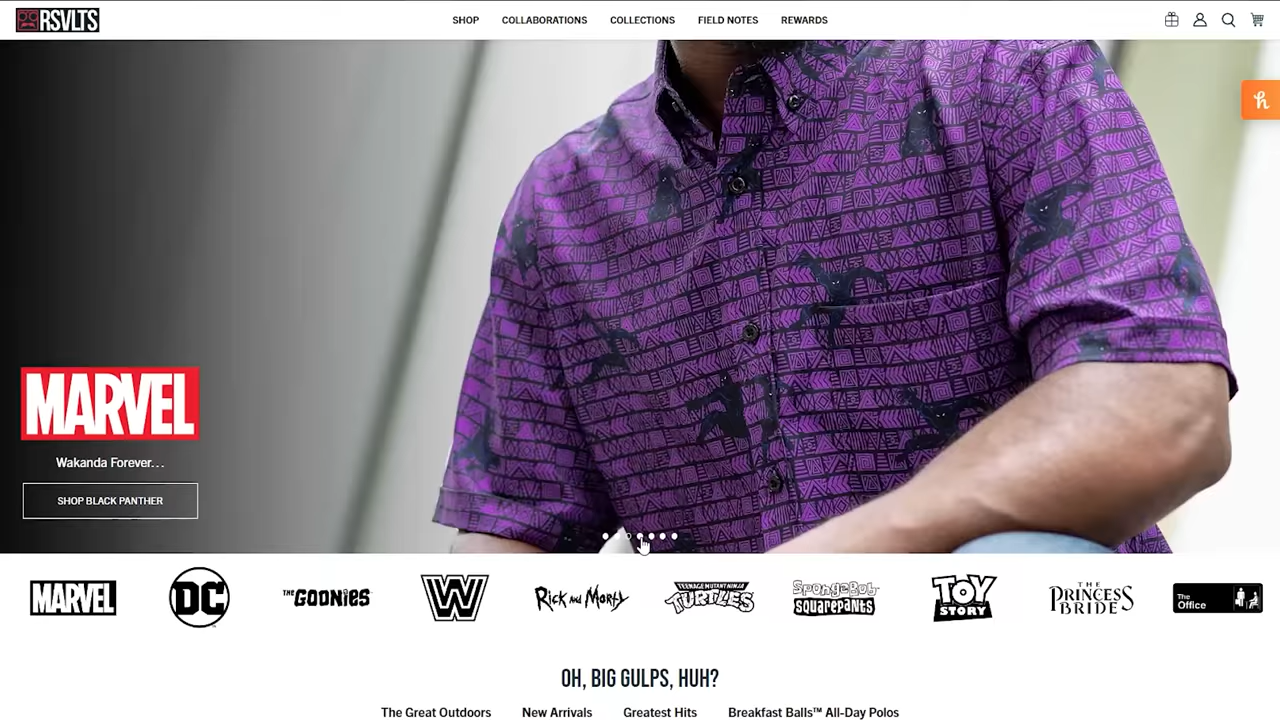 RSVLTS
SHOP COLLABORATIONS COLLECTIONS FIELD NOTES REWARDS
MARVEL
Wakanda Forever...
SHOP BLACK PANTHER
MARVEL DC THE GOONIES W RICK AND MORTY TEENAGE MUTANT NINJA TURTLES SPONGEBOB SQUAREPANTS TOY STORY THE PRINCESS BRIDE The Office
OH, BIG GULPS, HUH?
The Great Outdoors New Arrivals Greatest Hits Breakfast Balls™ All-Day Polos